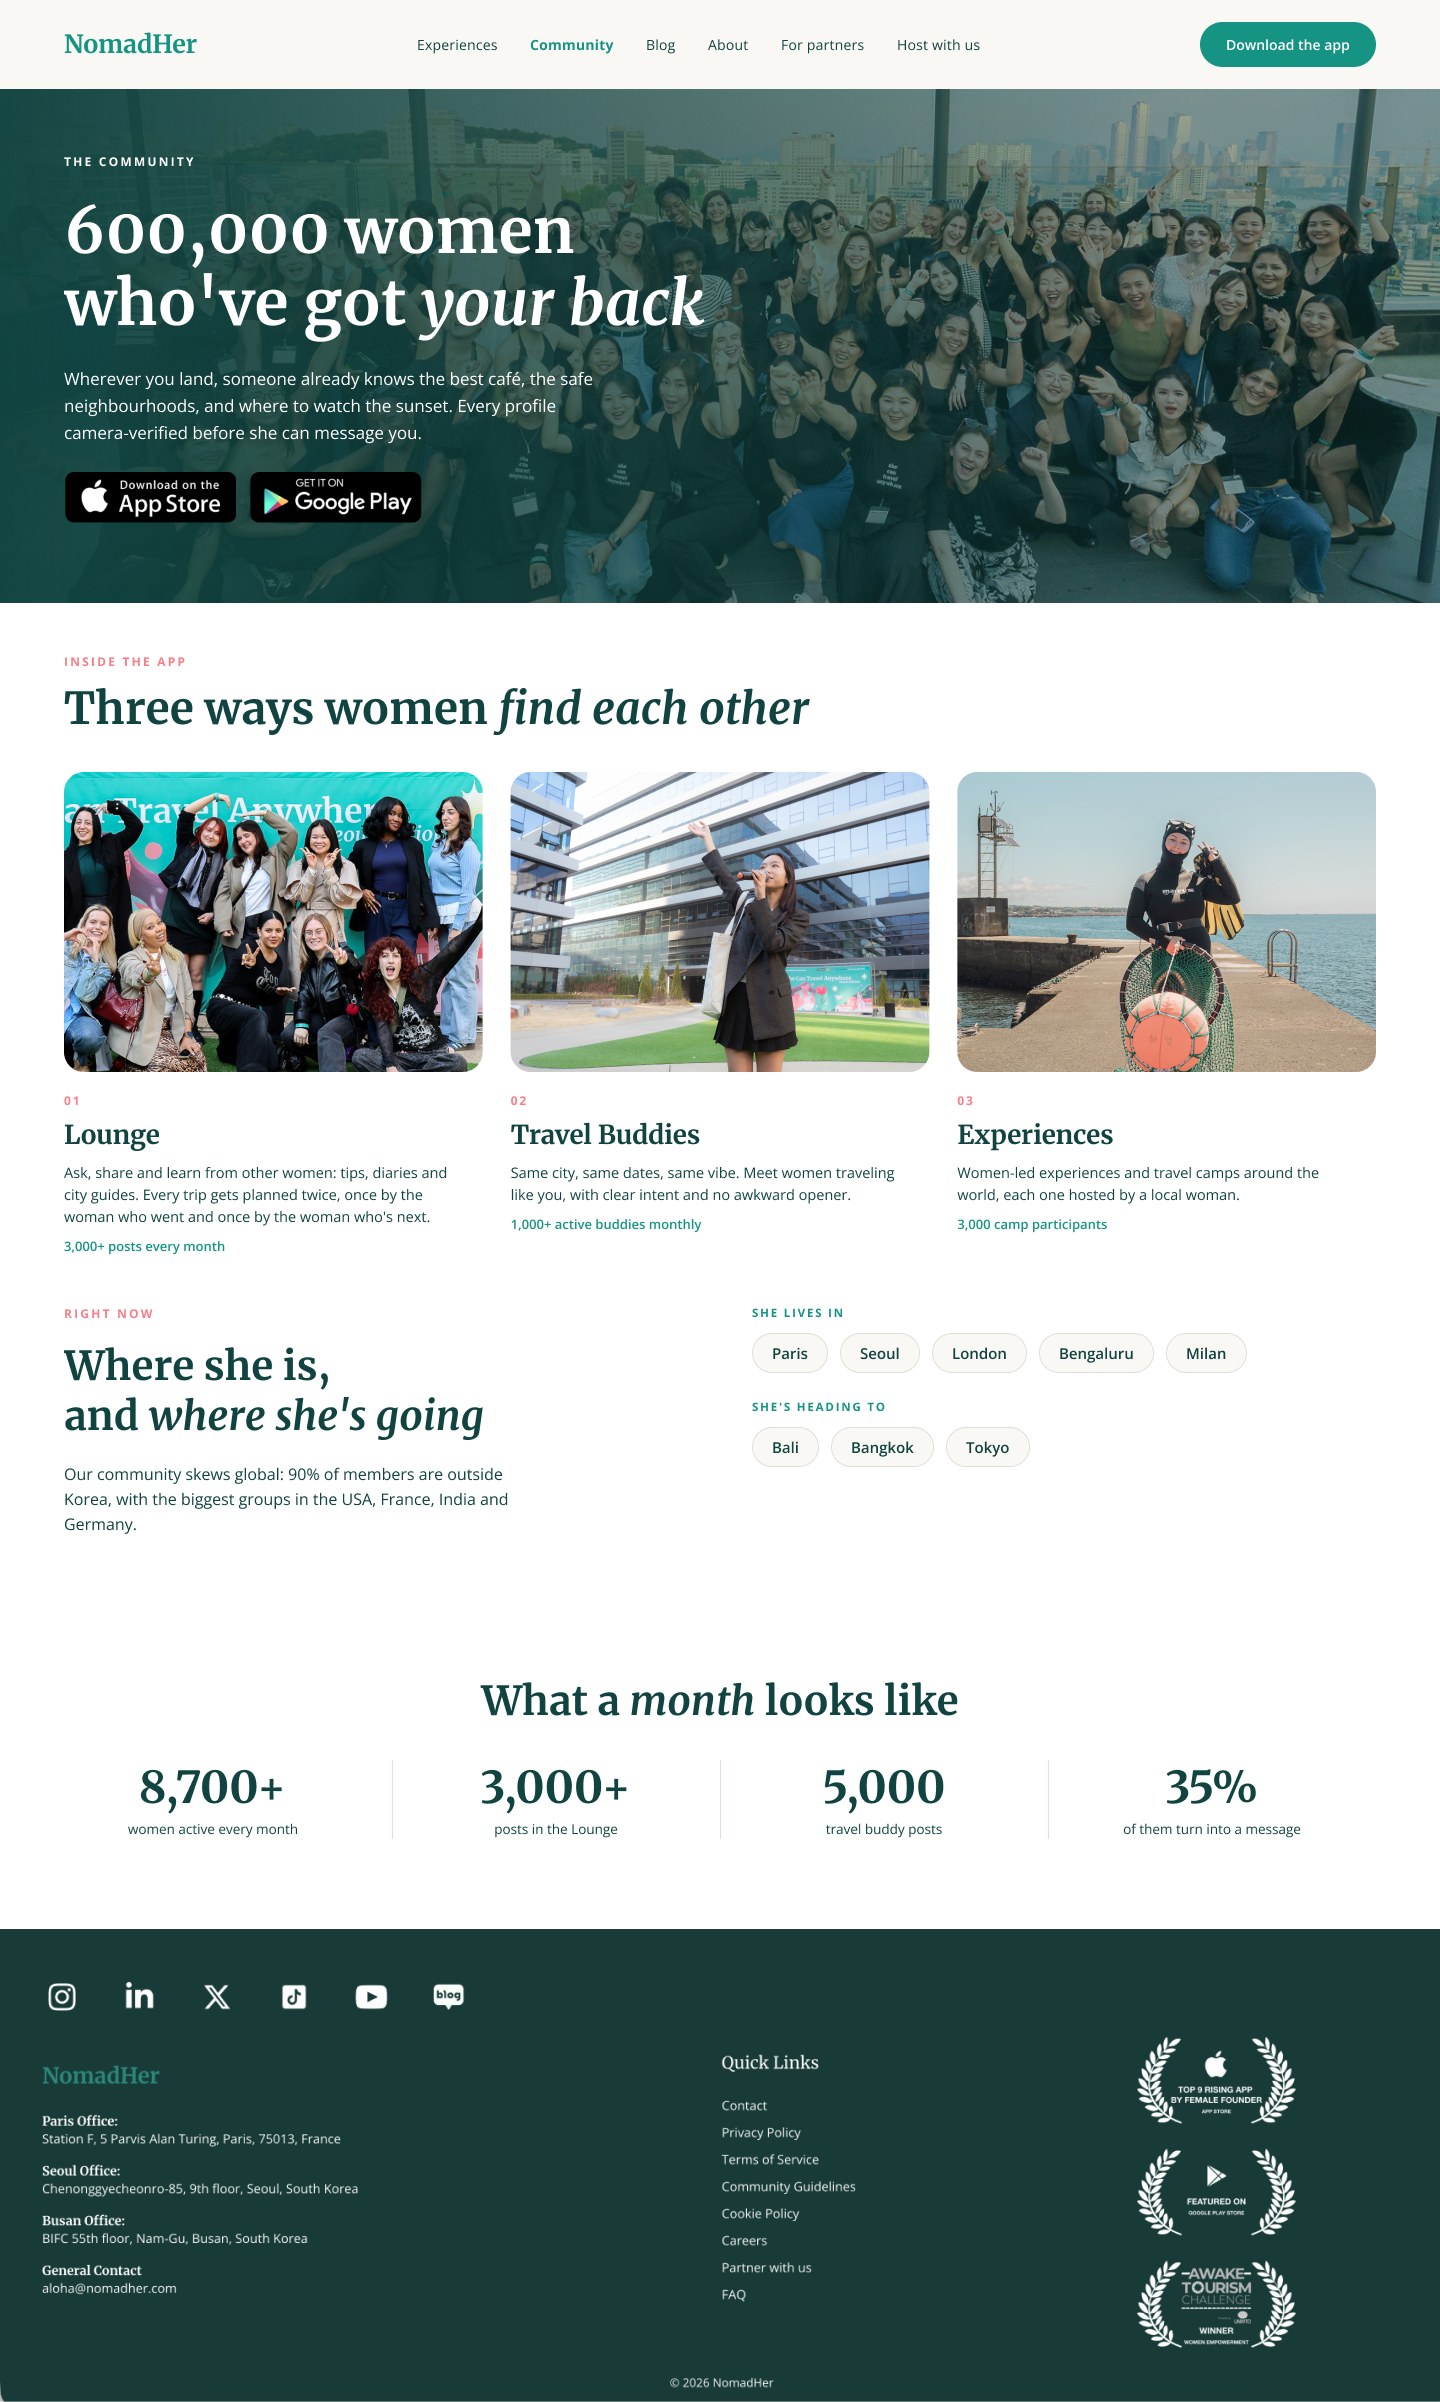 NomadHer
Experiences
Community
Blog
About
For partners
Host with us
Download the app
THE COMMUNITY
600,000 women
who've got your back
Wherever you land, someone already knows the best café, the safe
neighbourhoods, and where to watch the sunset. Every profile
camera-verified before she can message you.
Download on the
App Store
GET IT ON
Google Play
INSIDE THE APP
Three ways women find each other
01
Lounge
Ask, share and learn from other women: tips, diaries and
city guides. Every trip gets planned twice, once by the
woman who went and once by the woman who's next.
3,000+ posts every month
02
Travel Buddies
Same city, same dates, same vibe. Meet women traveling
like you, with clear intent and no awkward opener.
1,000+ active buddies monthly
03
Experiences
Women-led experiences and travel camps around the
world, each one hosted by a local woman.
3,000 camp participants
RIGHT NOW
Where she is,
and where she's going
Our community skews global: 90% of members are outside
Korea, with the biggest groups in the USA, France, India and
Germany.
SHE LIVES IN
Paris
Seoul
London
Bengaluru
Milan
SHE'S HEADING TO
Bali
Bangkok
Tokyo
What a month looks like
8,700+
women active every month
3,000+
posts in the Lounge
5,000
travel buddy posts
35%
of them turn into a message
blog
NomadHer
Paris Office:
Station F, 5 Parvis Alan Turing, Paris, 75013, France
Seoul Office:
Chenonggyecheonro-85, 9th floor, Seoul, South Korea
Busan Office:
BIFC 55th floor, Nam-Gu, Busan, South Korea
General Contact
aloha@nomadher.com
Quick Links
Contact
Privacy Policy
Terms of Service
Community Guidelines
Cookie Policy
Careers
Partner with us
FAQ
TOP 9 RISING APP
BY FEMALE FOUNDER
APP STORE
FEATURED ON
GOOGLE PLAY STORE
AWAKE
TOURISM
CHALLENGE
WINNER
WOMEN EMPOWERMENT
© 2026 NomadHer